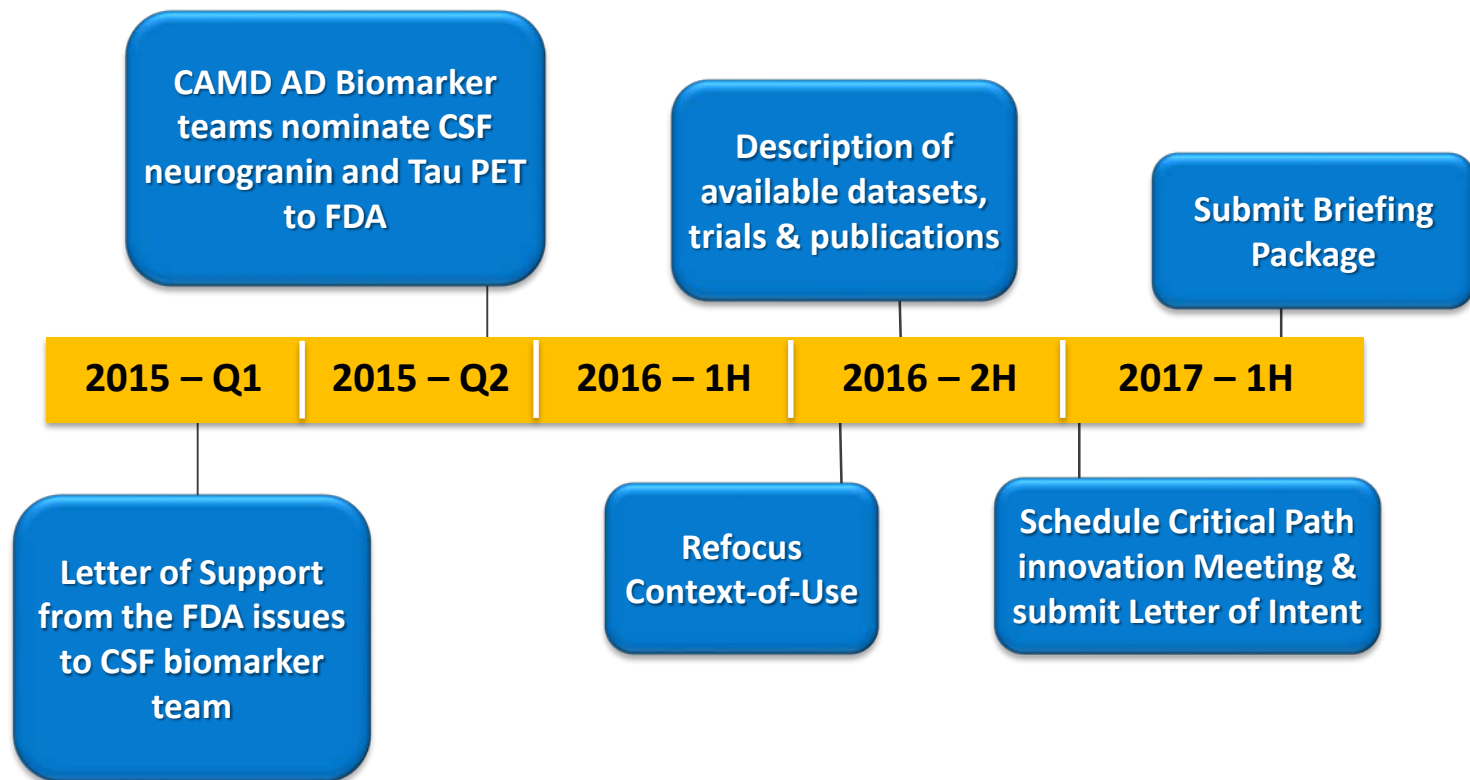 CAMD AD Biomarker
teams nominate CSF
neurogranin and Tau PET
to FDA
Description of
available datasets,
trials & publications
Submit Briefing
Package
2015 – Q1
2015 – Q2
2016 – 1H
2016 – 2H
2017 – 1H
Letter of Support
from the FDA issues
to CSF biomarker
team
Refocus
Context-of-Use
Schedule Critical Path
innovation Meeting &
submit Letter of Intent